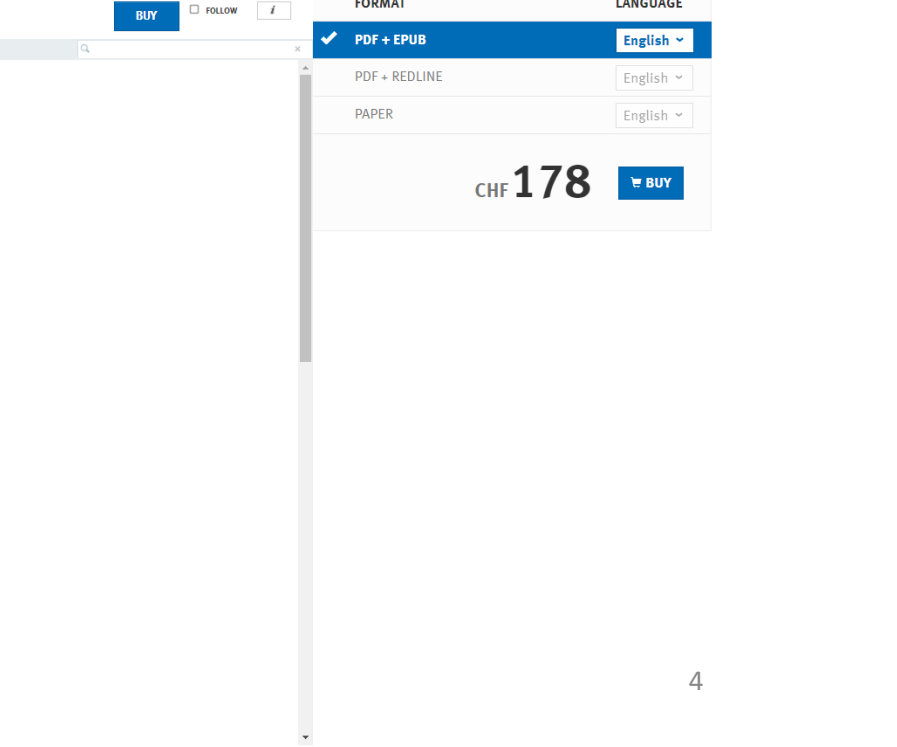 BUY
FOLLOW
i
FORMAT
LANGUAGE
PDF + EPUB
English
PDF + REDLINE
English
PAPER
English
CHF 178
BUY
4